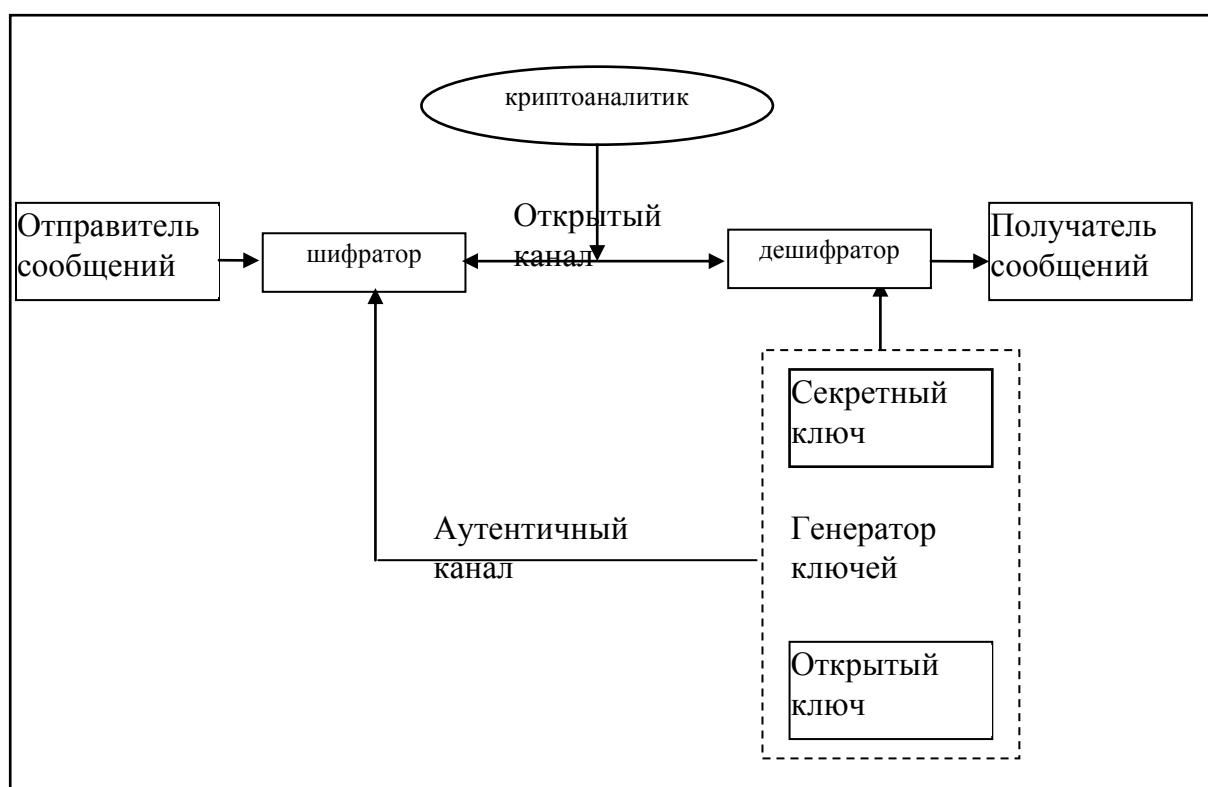 криптоаналитик
Отправитель
сообщений
шифратор
Открытый
канал
дешифратор
Получатель
сообщений
Секретный
ключ
Аутентичный
канал
Генератор
ключей
Открытый
ключ